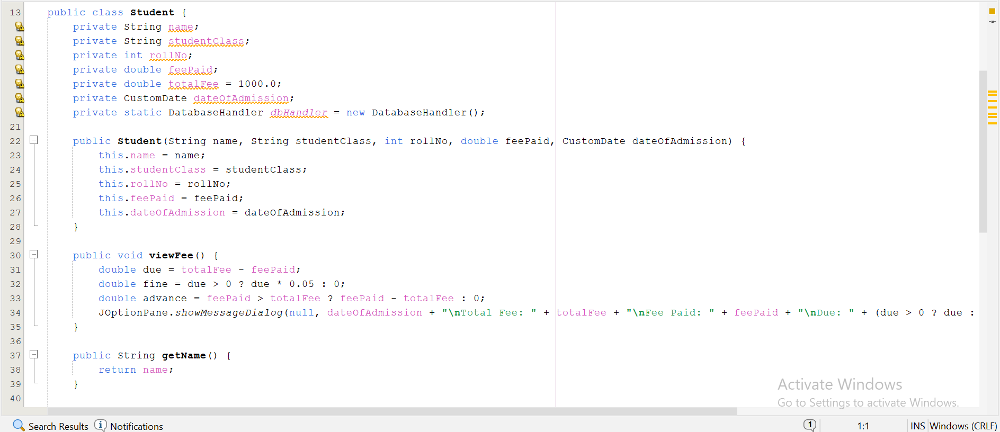 13 public class Student {
private String name;
private String studentClass;
private int rollNo;
private double feePaid;
private double totalFee = 1000.0;
private CustomDate dateOfAdmission;
private static DatabaseHandler dbHandler = new DatabaseHandler();
21
22 public Student(String name, String studentClass, int rollNo, double feePaid, CustomDate dateOfAdmission) {
23 this.name = name;
24 this.studentClass = studentClass;
25 this.rollNo = rollNo;
26 this.feePaid = feePaid;
27 this.dateOfAdmission = dateOfAdmission;
28 }
29
30 public void viewFee() {
31 double due = totalFee - feePaid;
32 double fine = due > 0 ? due * 0.05 : 0;
33 double advance = feePaid > totalFee ? feePaid - totalFee : 0;
34 JOptionPane.showMessageDialog(null, dateOfAdmission + "\nTotal Fee: " + totalFee + "\nFee Paid: " + feePaid + "\nDue: " + (due > 0 ? due :
35 }
36
37 public String getName() {
38 return name;
39 }
40
Activate Windows
Go to Settings to activate Windows.
Search Results Notifications 1 1:1 INS Windows (CRLF)